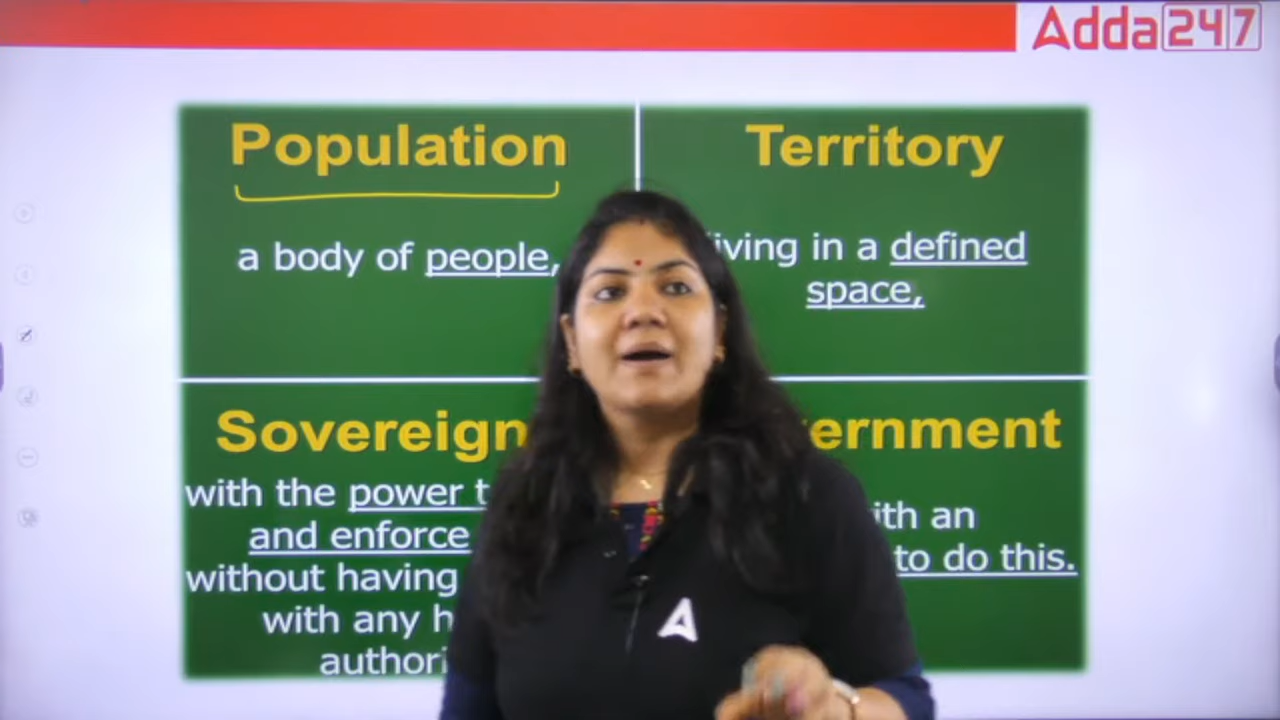 Adda247
Population
Territory
a body of people,
living in a defined
space,
Sovereign
ernment
with the power t
and enforce
without having
with any h
authori
ith an
to do this.